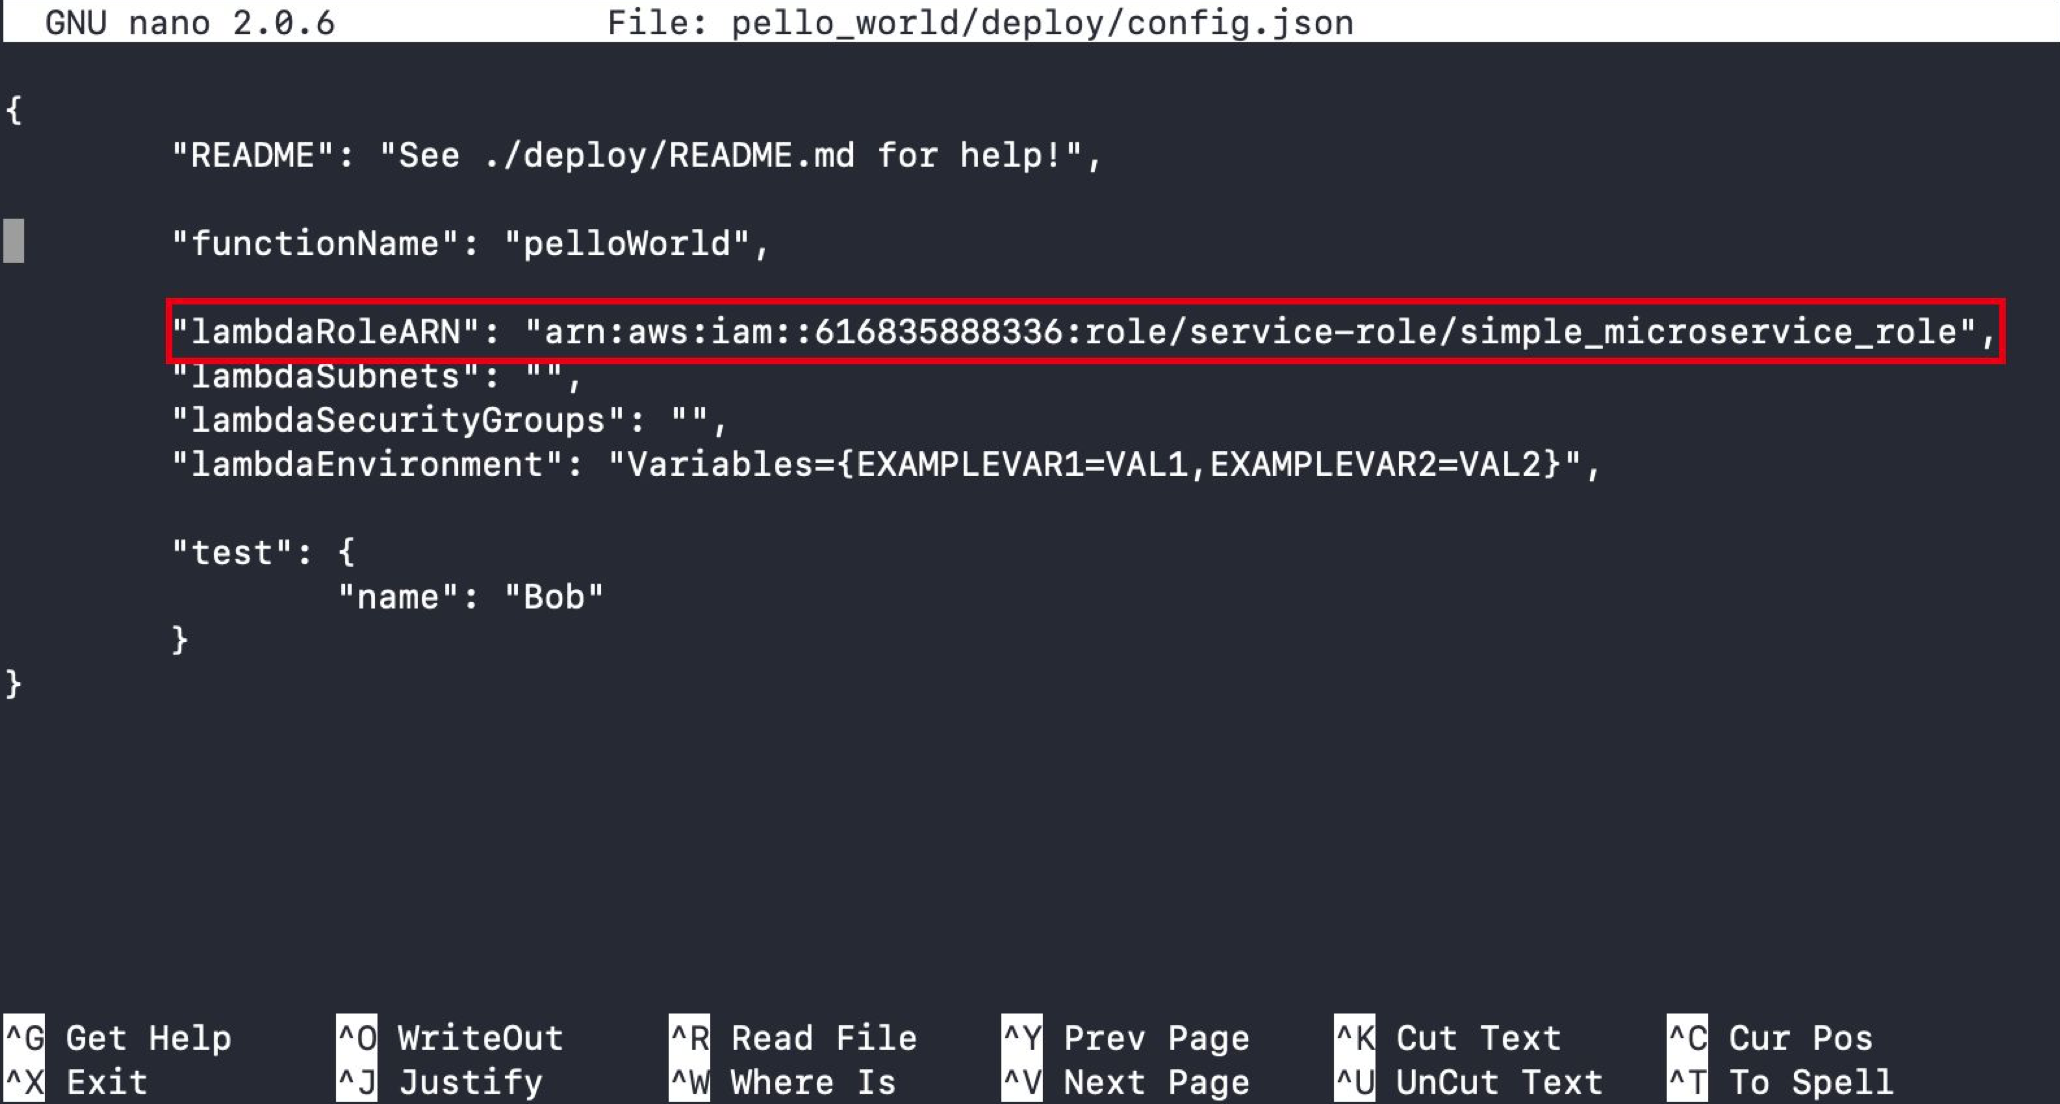 GNU nano 2.0.6 File: pello_world/deploy/config.json
{
"README": "See ./deploy/README.md for help!",
"functionName": "pelloWorld",
"lambdaRoleARN": "arn:aws:iam::616835888336:role/service-role/simple_microservice_role",
"lambdaSubnets": "",
"lambdaSecurityGroups": "",
"lambdaEnvironment": "Variables={EXAMPLEVAR1=VAL1,EXAMPLEVAR2=VAL2}",
"test": {
"name": "Bob"
}
}
^G Get Help ^O WriteOut ^R Read File ^Y Prev Page ^K Cut Text ^C Cur Pos
^X Exit ^J Justify ^W Where Is ^V Next Page ^U UnCut Text ^T To Spell